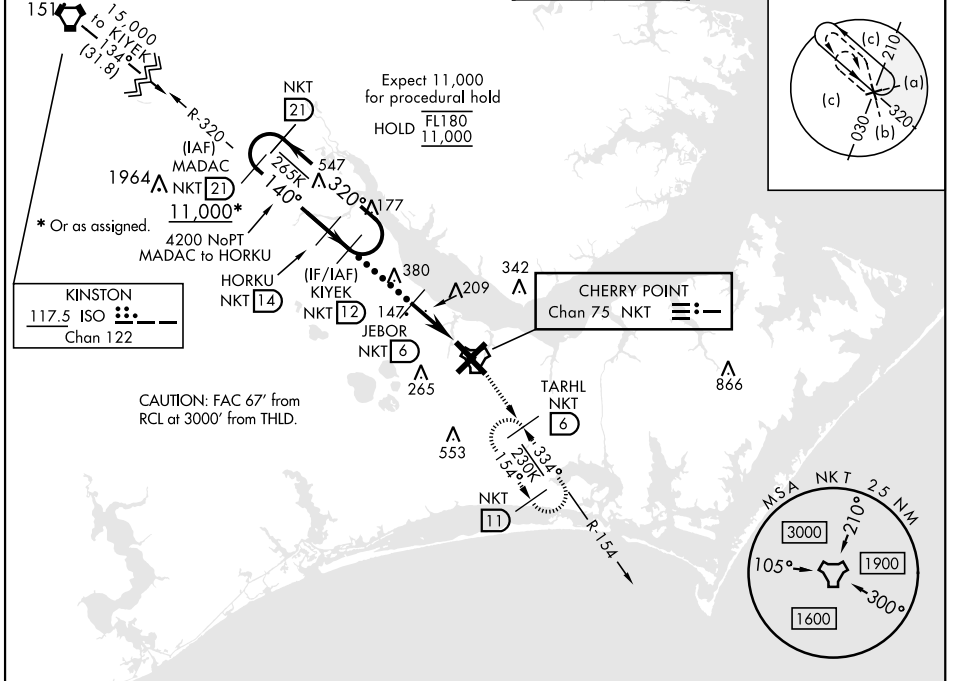 151°
15,000
to KIYEK
134°
(31.8)
R-320
(IAF)
MADAC
NKT 21
11,000*
1964
* Or as assigned.
4200 NoPT
MADAC to HORKU
NKT
21
265K
140°
547
320°
177
Expect 11,000
for procedural hold
HOLD FL180
11,000
HORKU
NKT 14
(IF/IAF)
KIYEK
NKT 12
380
147
209
342
JEBOR
NKT 6
265
KINSTON
117.5 ISO
Chan 122
CHERRY POINT
Chan 75 NKT
866
CAUTION: FAC 67' from
RCL at 3000' from THLD.
553
TARHL
NKT
6
334°
230K
154°
NKT
11
R-154
(c)
210
(a)
(c)
320
(b)
030
MSA NKT 25 NM
3000
210°
105°
1900
300°
1600